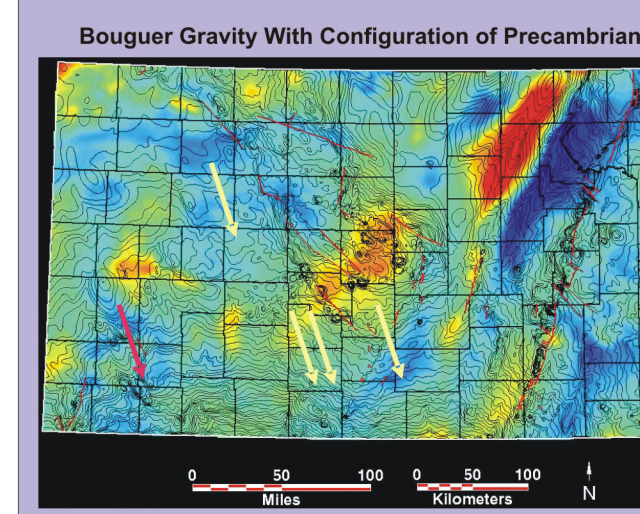 Bouguer Gravity With Configuration of Precambrian
0 50 100
Miles
0 50 100
Kilometers
N